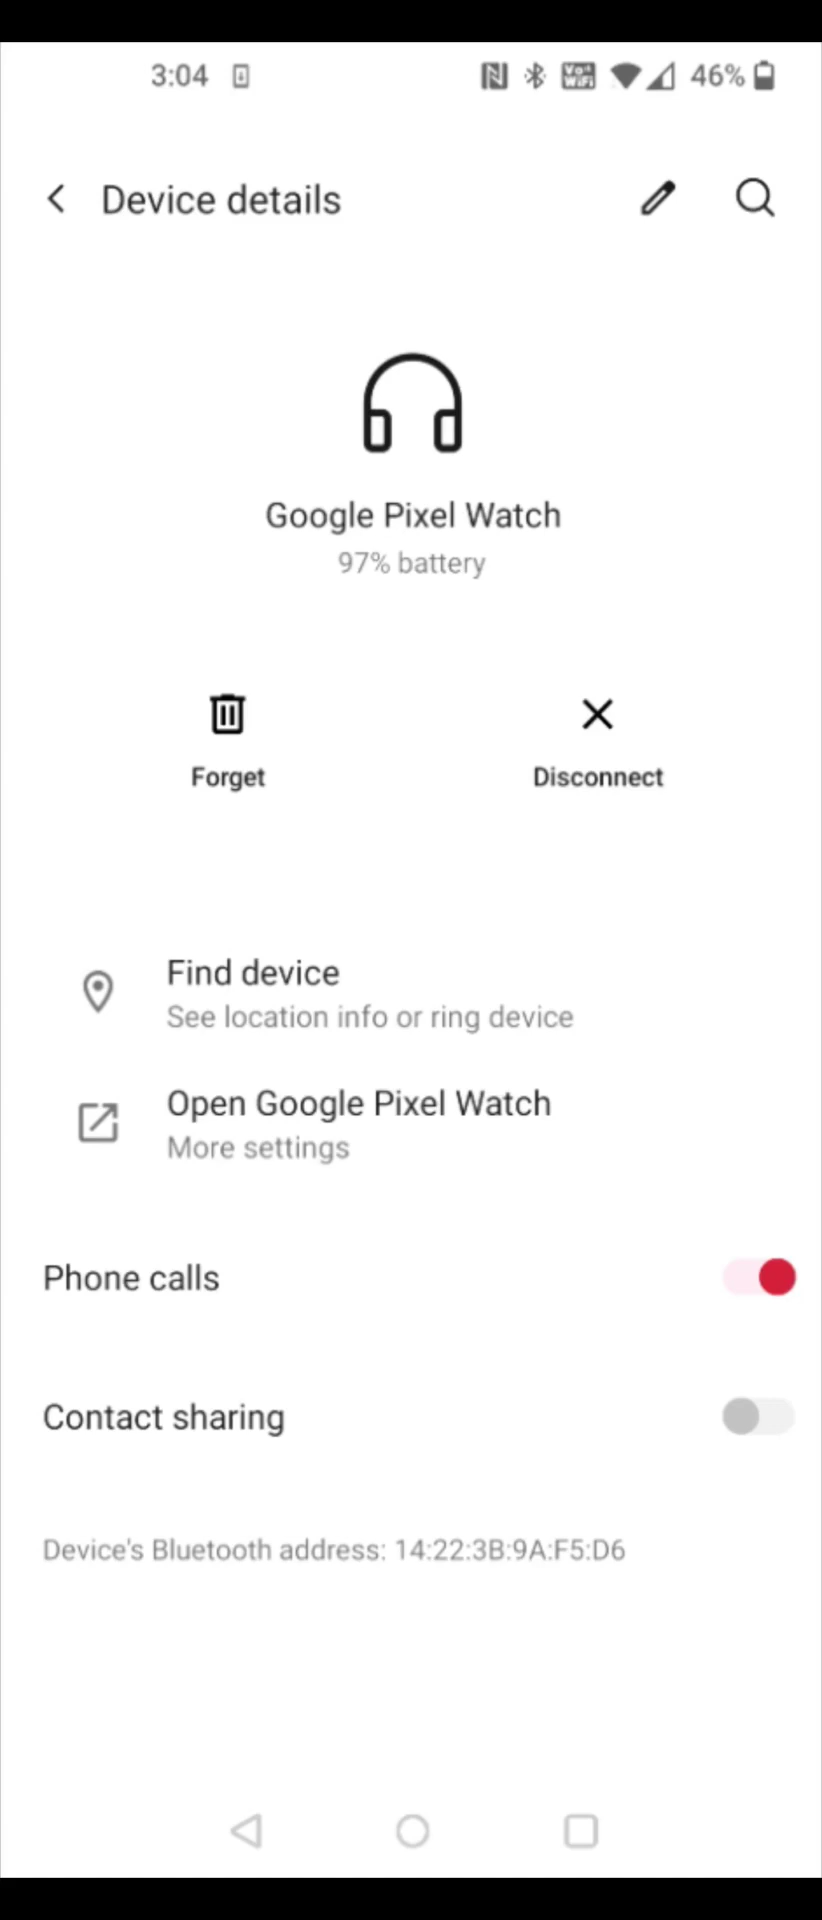 3:04
Vo WiFi 46%
Device details
Google Pixel Watch
97% battery
Forget
Disconnect
Find device
See location info or ring device
Open Google Pixel Watch
More settings
Phone calls
Contact sharing
Device's Bluetooth address: 14:22:3B:9A:F5:D6